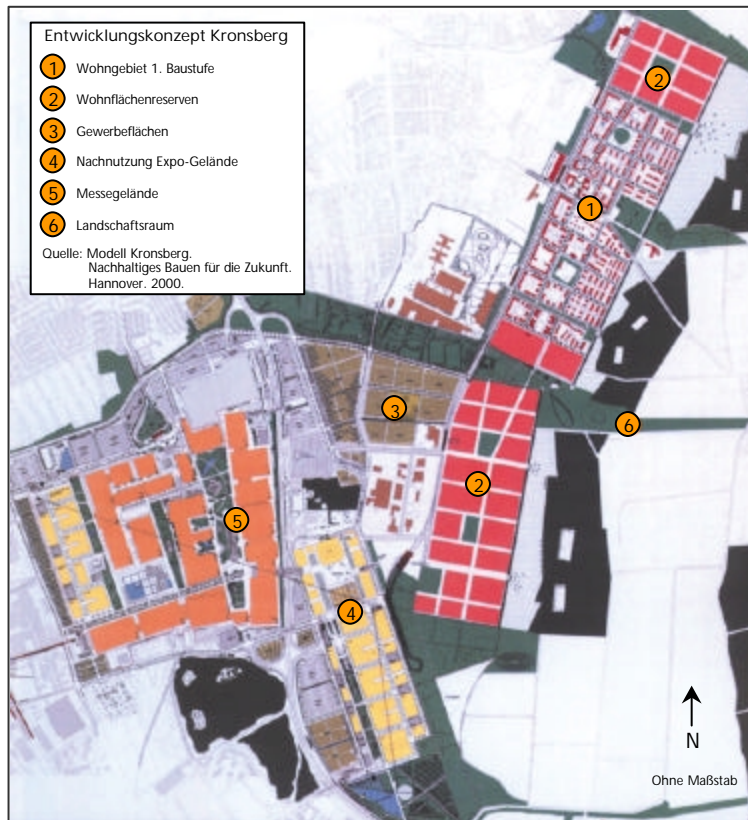 Entwicklungskonzept Kronsberg
1 Wohngebiet 1. Baustufe
2 Wohnflächenreserven
3 Gewerbeflächen
4 Nachnutzung Expo-Gelände
5 Messegelände
6 Landschaftsraum
Quelle: Modell Kronsberg.
Nachhaltiges Bauen für die Zukunft.
Hannover. 2000.
2
1
3
6
2
5
4
N
Ohne Maßstab